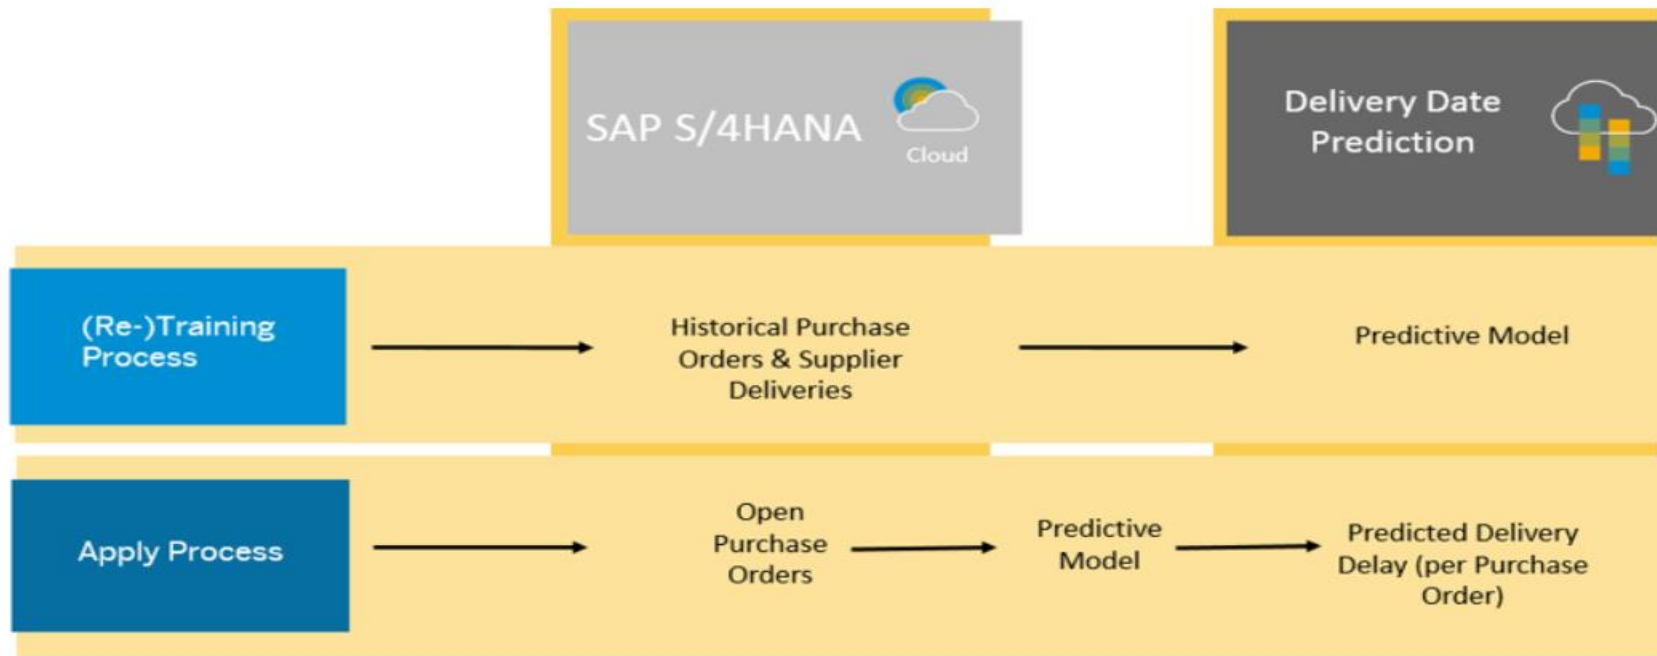 SAP S/4HANA
Cloud
Delivery Date
Prediction
(Re-)Training
Process
Historical Purchase
Orders & Supplier
Deliveries
Predictive Model
Apply Process
Open
Purchase
Orders
Predictive
Model
Predicted Delivery
Delay (per Purchase
Order)